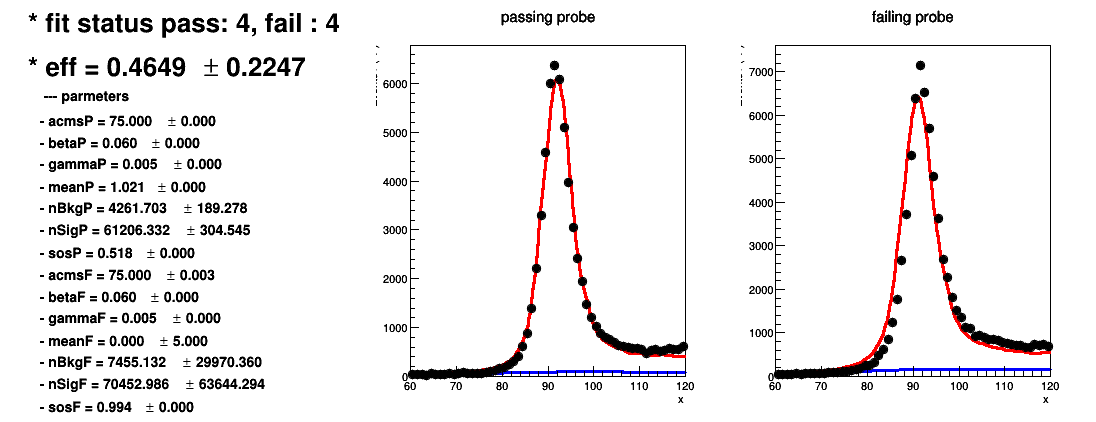 * fit status pass: 4, fail : 4
* eff = 0.4649 ± 0.2247
--- parmeters
- acmsP = 75.000 ± 0.000
- betaP = 0.060 ± 0.000
- gammaP = 0.005 ± 0.000
- meanP = 1.021 ± 0.000
- nBkgP = 4261.703 ± 189.278
- nSigP = 61206.332 ± 304.545
- sosP = 0.518 ± 0.000
- acmsF = 75.000 ± 0.003
- betaF = 0.060 ± 0.000
- gammaF = 0.005 ± 0.000
- meanF = 0.000 ± 5.000
- nBkgF = 7455.132 ± 29970.360
- nSigF = 70452.986 ± 63644.294
- sosF = 0.994 ± 0.000
passing probe
6000
5000
4000
3000
2000
1000
0
60 70 80 90 100 110 120
x
failing probe
7000
6000
5000
4000
3000
2000
1000
0
60 70 80 90 100 110 120
x